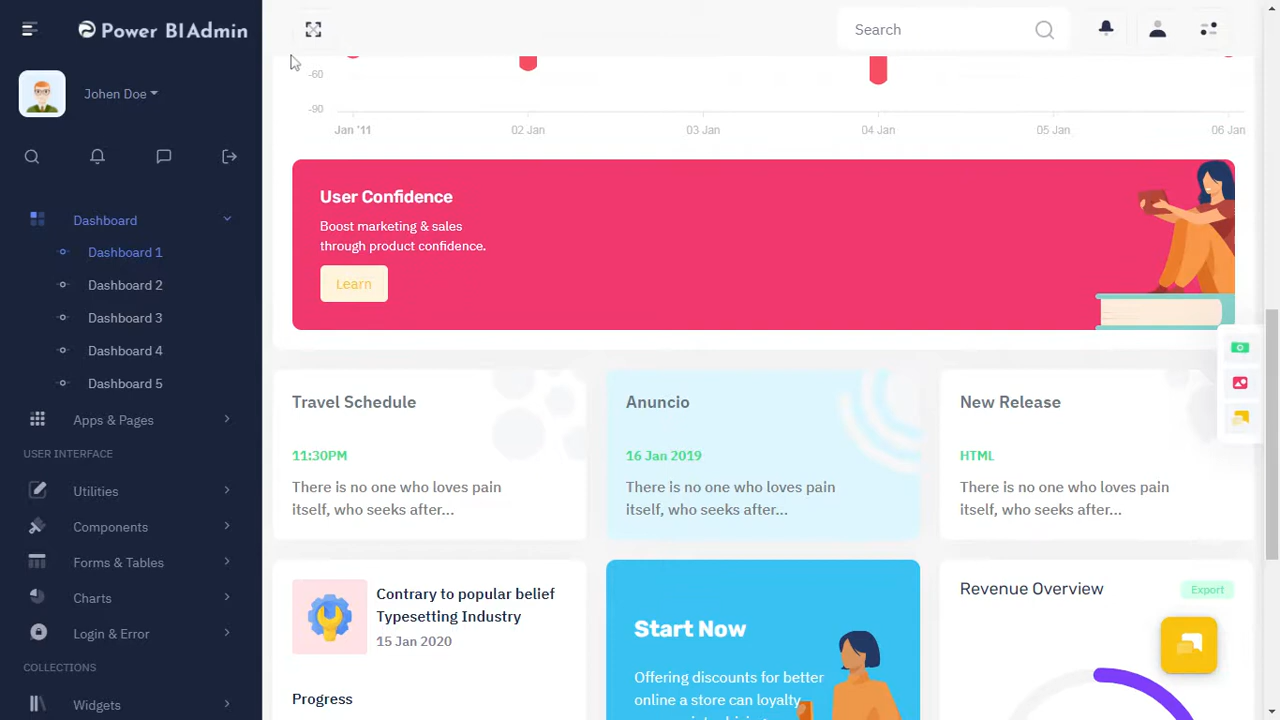 Power BI Admin
Johen Doe
Dashboard
Dashboard 1
Dashboard 2
Dashboard 3
Dashboard 4
Dashboard 5
Apps & Pages
USER INTERFACE
Utilities
Components
Forms & Tables
Charts
Login & Error
COLLECTIONS
Widgets
Search
-60
-90
Jan '11
02 Jan
03 Jan
04 Jan
05 Jan
06 Jan
User Confidence
Boost marketing & sales
through product confidence.
Learn
Travel Schedule
11:30PM
There is no one who loves pain
itself, who seeks after...
Anuncio
16 Jan 2019
There is no one who loves pain
itself, who seeks after...
New Release
HTML
There is no one who loves pain
itself, who seeks after...
Contrary to popular belief
Typesetting Industry
15 Jan 2020
Progress
Start Now
Offering discounts for better
online a store can loyalty
Revenue Overview
Export